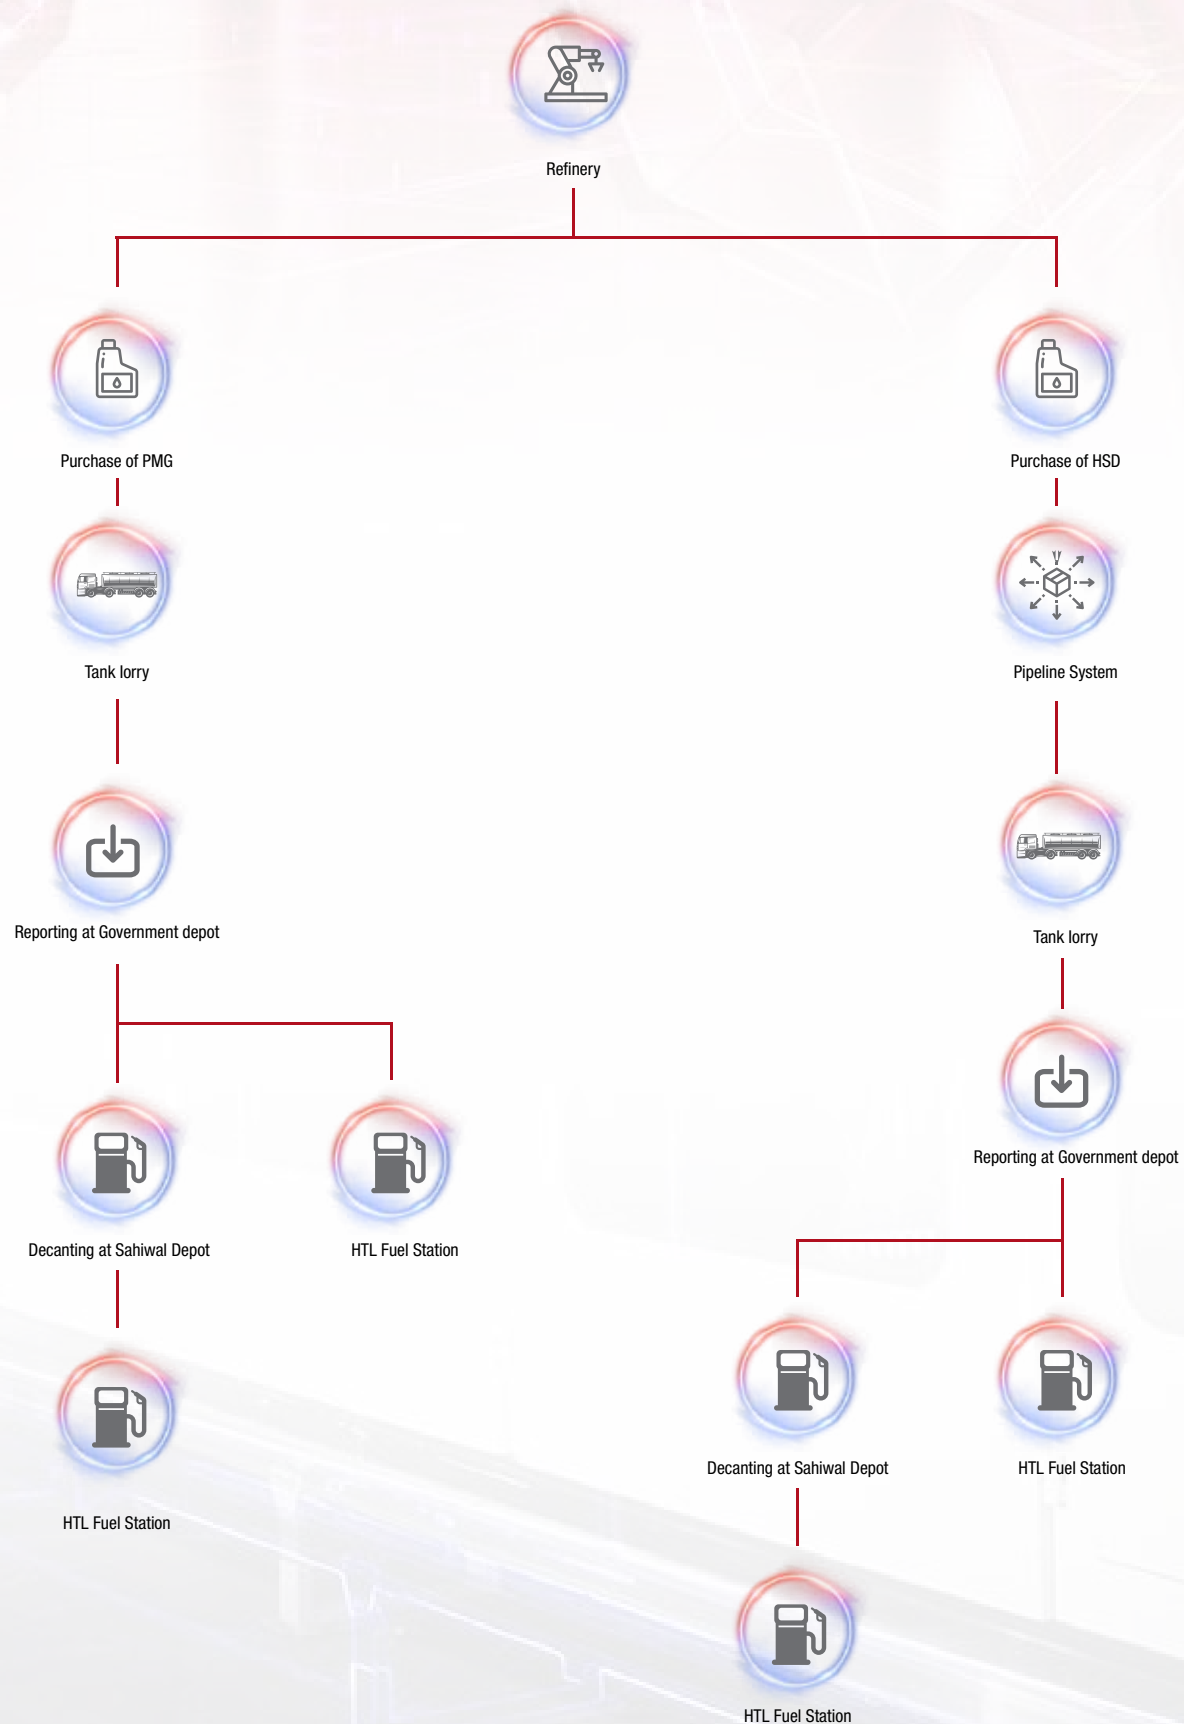 Refinery
Purchase of PMG
Purchase of HSD
Tank lorry
Pipeline System
Reporting at Government depot
Tank lorry
Reporting at Government depot
Decanting at Sahiwal Depot
HTL Fuel Station
Decanting at Sahiwal Depot
HTL Fuel Station
HTL Fuel Station
HTL Fuel Station